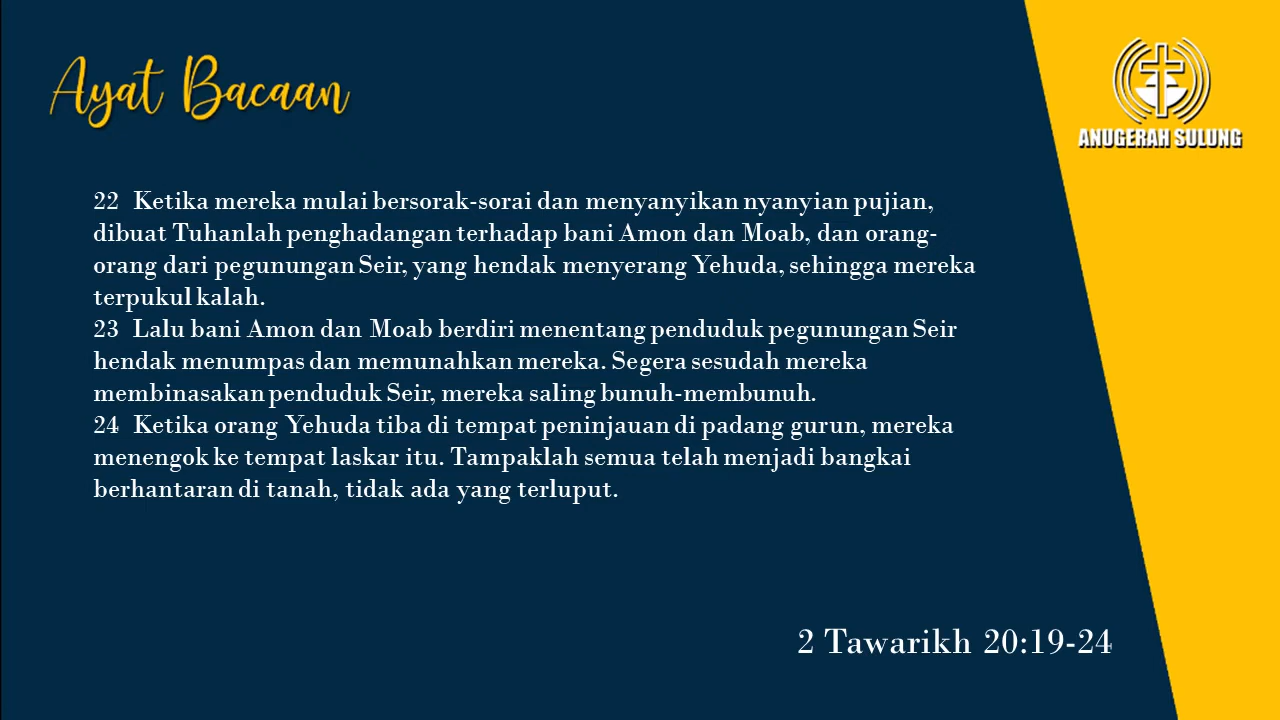 Ayat Bacaan
ANUGERAH SULUNG
22 Ketika mereka mulai bersorak-sorai dan menyanyikan nyanyian pujian,
dibuat Tuhanlah penghadangan terhadap bani Amon dan Moab, dan orang-
orang dari pegunungan Seir, yang hendak menyerang Yehuda, sehingga mereka
terpukul kalah.
23 Lalu bani Amon dan Moab berdiri menentang penduduk pegunungan Seir
hendak menumpas dan memunahkan mereka. Segera sesudah mereka
membinasakan penduduk Seir, mereka saling bunuh-membunuh.
24 Ketika orang Yehuda tiba di tempat peninjauan di padang gurun, mereka
menengok ke tempat laskar itu. Tampaklah semua telah menjadi bangkai
berhantaran di tanah, tidak ada yang terluput.
2 Tawarikh 20:19-24